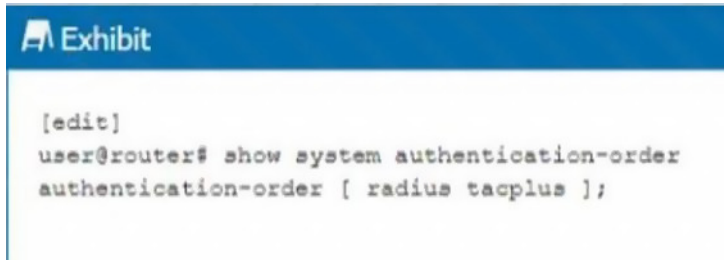 Exhibit
[edit]
user@router# show system authentication-order
authentication-order [ radius tacplus ];